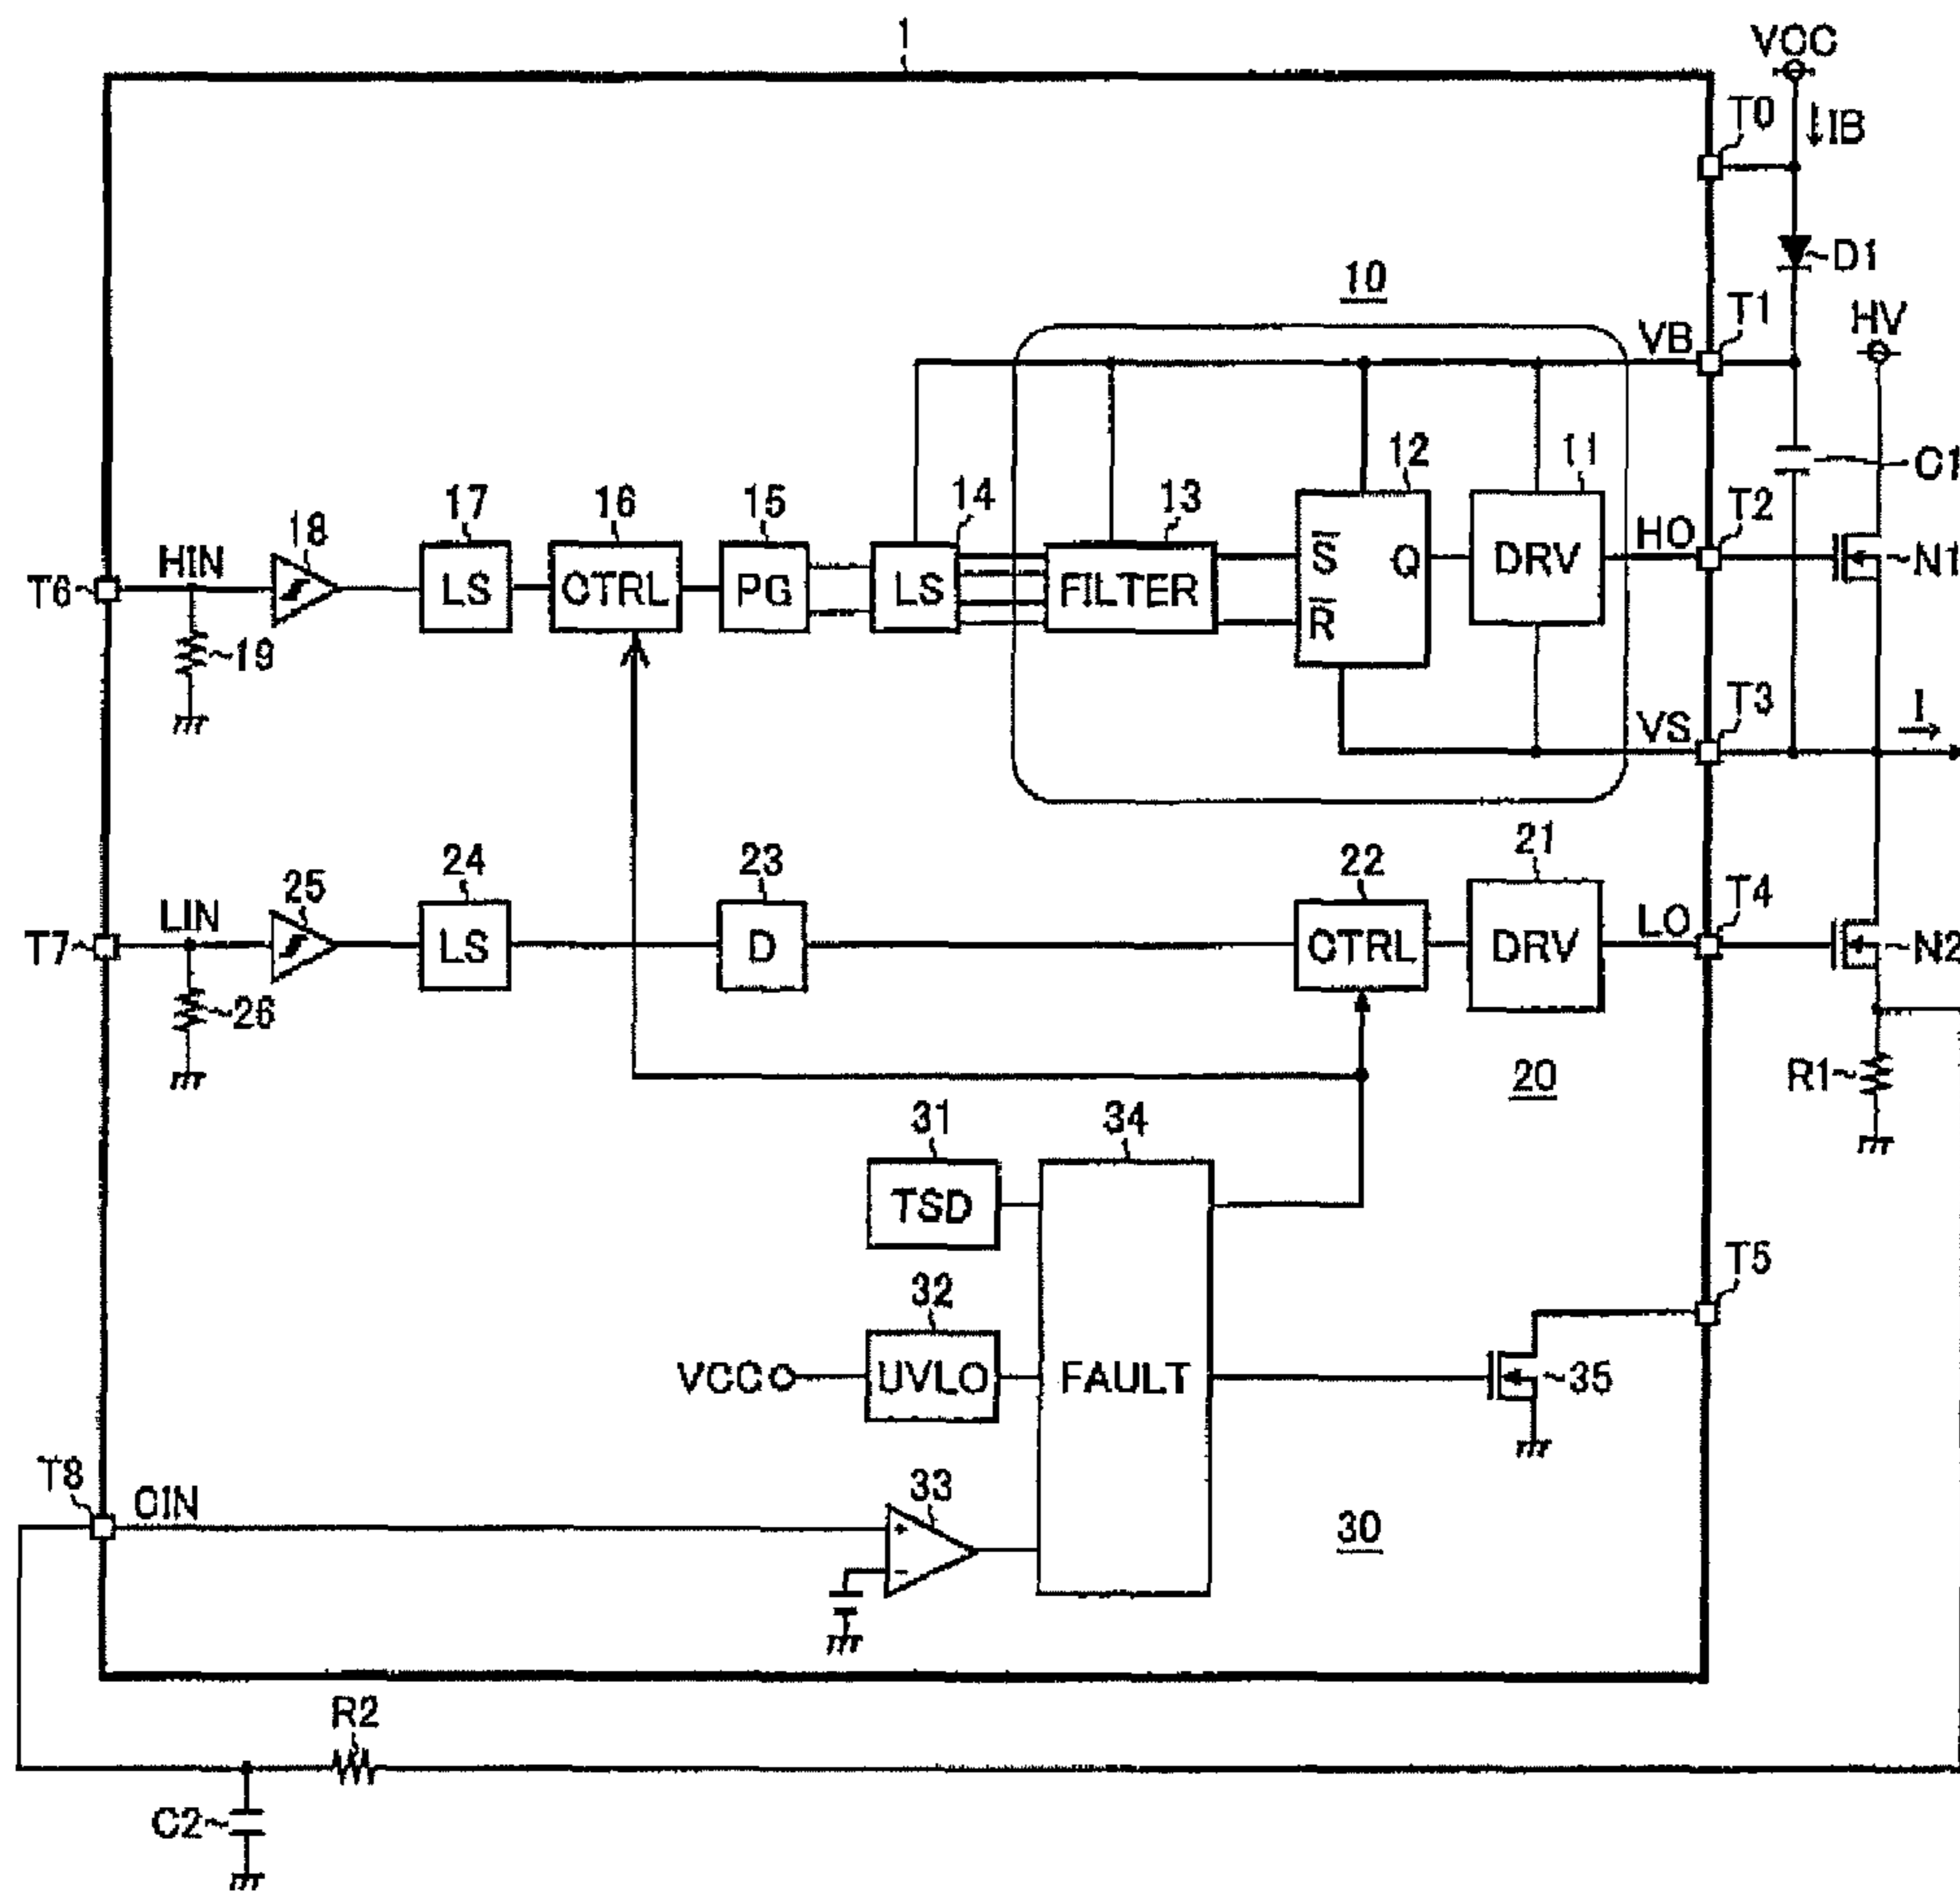 1
VCC
T0
IB
D1
10
T1
VB
HV
12
11
C1
17
16
15
14
13
T2
18
HIN
HO
T6
LS
CTRL
PG
LS
FILTER
S̅
Q
DRV
N1
R̅
19
T3
I
VS
21
24
23
22
T4
25
LIN
LO
T7
LS
D
CTRL
DRV
N2
26
20
R1
31
34
TSD
T5
32
VCC
UVLO
FAULT
35
T8
CIN
33
+
30
-
R2
C2